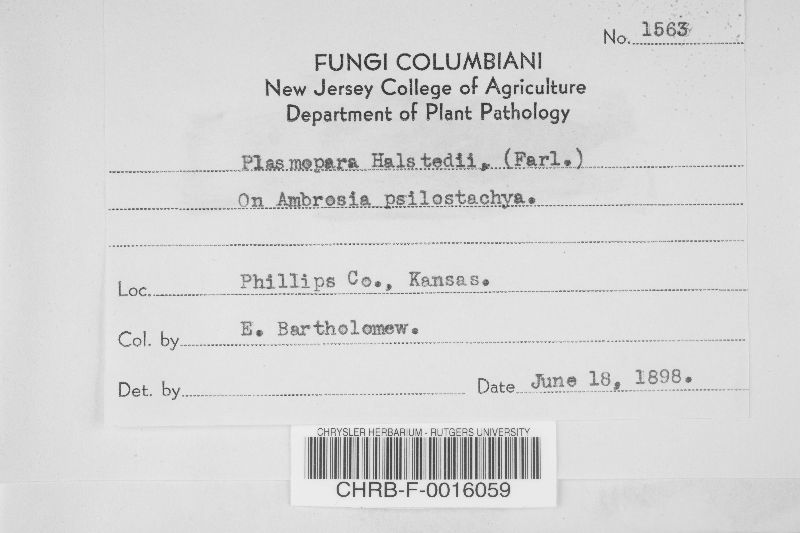 No. 1563
FUNGI COLUMBIANI
New Jersey College of Agriculture
Department of Plant Pathology
Plasmopara Halstedii, (Farl.)
On Ambrosia psilostachya.
Loc. Phillips Co., Kansas.
Col. by E. Bartholomew.
Det. by Date June 18, 1898.
CHRYSLER HERBARIUM - RUTGERS UNIVERSITY
CHRB-F-0016059